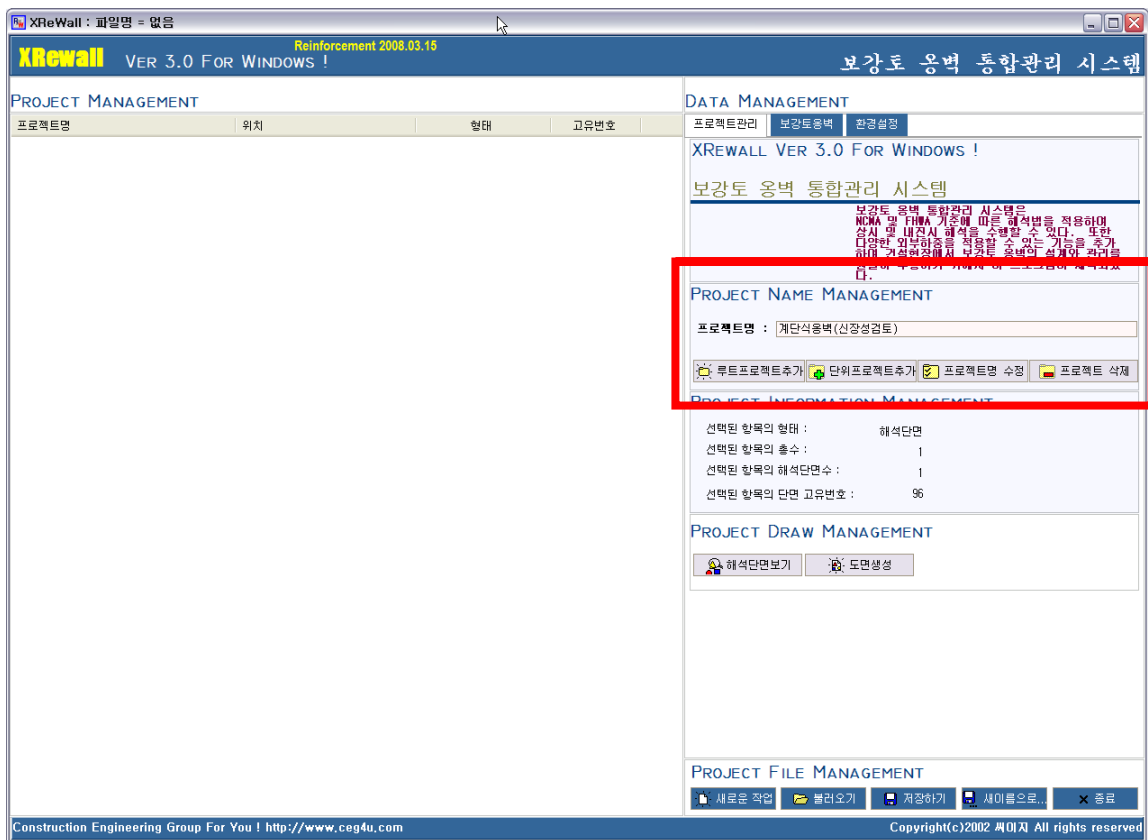 XReWall : 파일명 = 없음
XRewall VER 3.0 FOR WINDOWS ! Reinforcement 2008.03.15
보강토 옹벽 통합관리 시스템
PROJECT MANAGEMENT
프로젝트명 위치 형태 고유번호
DATA MANAGEMENT
프로젝트관리 보강토옹벽 환경설정
XREWALL VER 3.0 FOR WINDOWS !
보강토 옹벽 통합관리 시스템
보강토 옹벽 통합관리 시스템은
NCMA 및 FHWA 기준에 따른 해석법을 적용하며
상시 및 내진시 해석을 수행할 수 있다. 또한
다양한 외부하중을 적용할 수 있는 기능을 추가
하며 건설현장에서 보강토 옹벽의 설계와 관리를
다.
PROJECT NAME MANAGEMENT
프로젝트명 : 계단식옹벽(신장성검토)
루트프로젝트추가 단위프로젝트추가 프로젝트명 수정 프로젝트 삭제
PROJECT INFORMATION MANAGEMENT
선택된 항목의 형태 : 해석단면
선택된 항목의 총수 : 1
선택된 항목의 해석단면수 : 1
선택된 항목의 단면 고유번호 : 96
PROJECT DRAW MANAGEMENT
해석단면보기 도면생성
PROJECT FILE MANAGEMENT
새로운 작업 불러오기 저장하기 새이름으로... 종료
Construction Engineering Group For You ! http://www.ceg4u.com
Copyright(c)2002 씨이지 All rights reserved